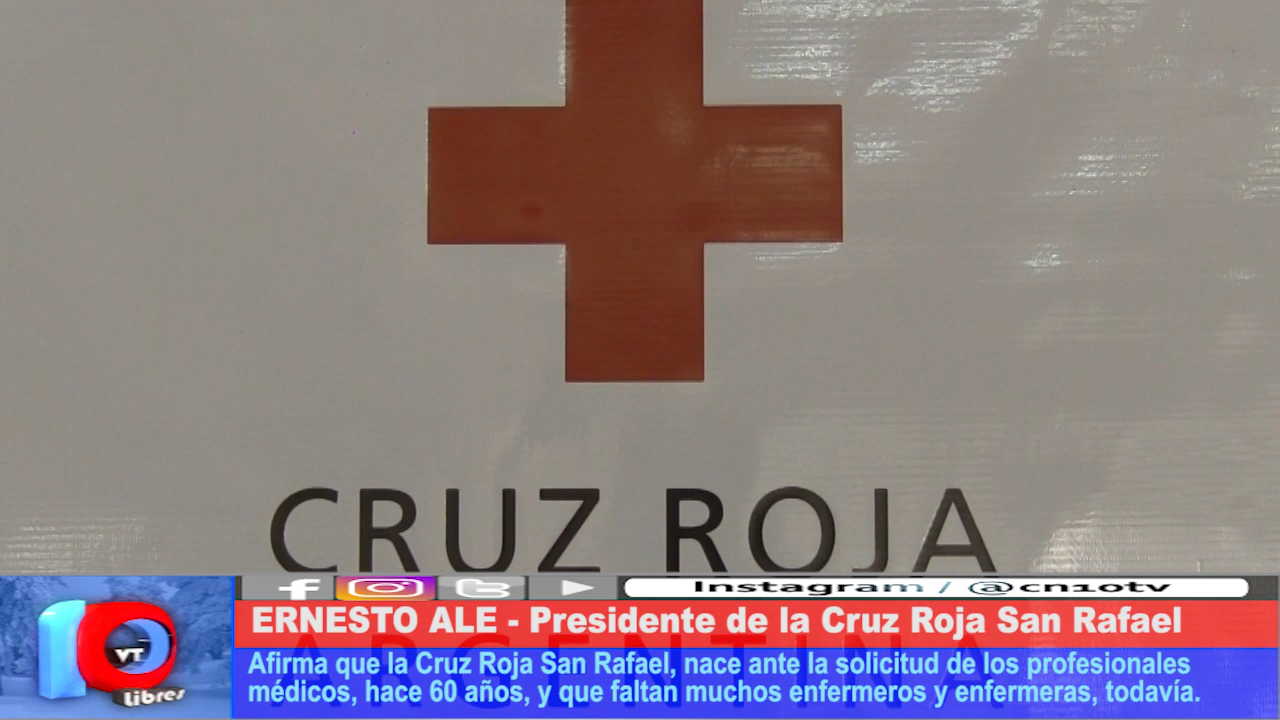 CRUZ ROJA
Instagram / @cn10tv
ERNESTO ALE - Presidente de la Cruz Roja San Rafael
ARGENTINA
Afirma que la Cruz Roja San Rafael, nace ante la solicitud de los profesionales
médicos, hace 60 años, y que faltan muchos enfermeros y enfermeras, todavía.
10
VT
libres